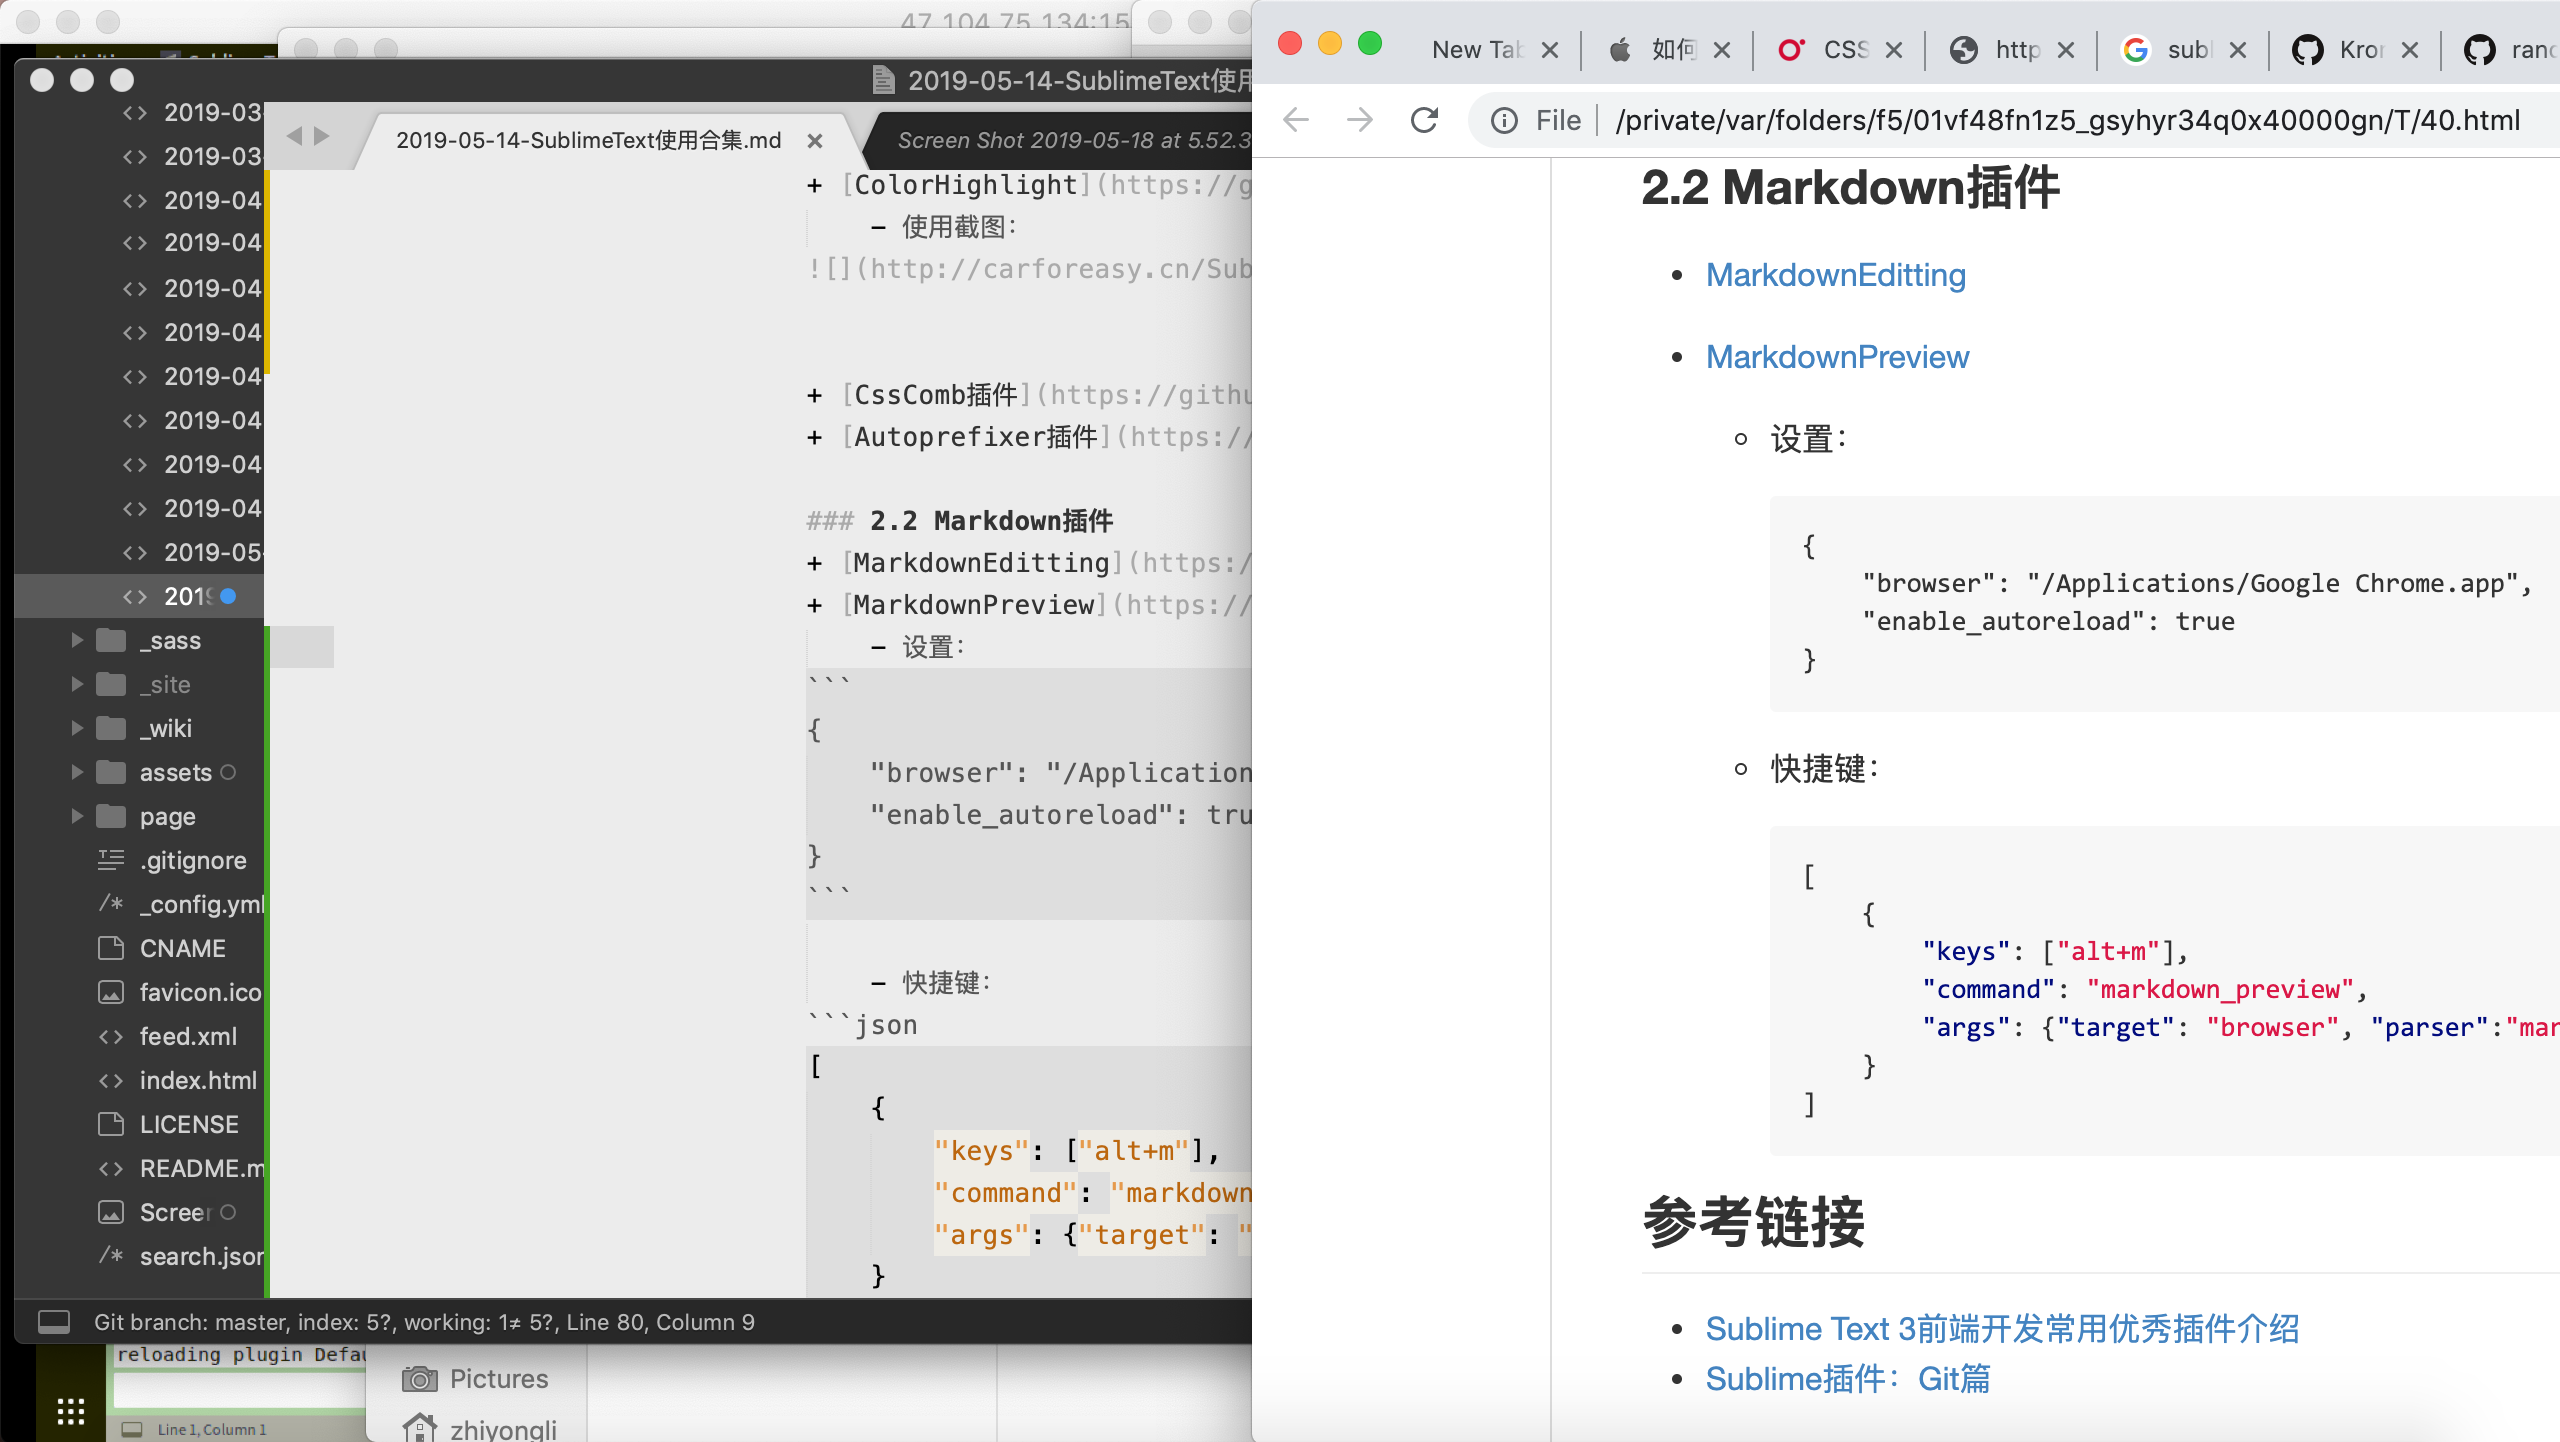 47.104.75.134:15
2019-05-14-SublimeText使用
2019-03-
2019-03-
2019-04
2019-04
2019-04
2019-04
2019-04
2019-04
2019-04
2019-04
2019-05-
2019
_sass
_site
_wiki
assets
page
.gitignore
_config.yml
CNAME
favicon.ico
feed.xml
index.html
LICENSE
README.m
Screer
search.json
2019-05-14-SublimeText使用合集.md
Screen Shot 2019-05-18 at 5.52.3
+ [ColorHighlight](https://g
- 使用截图：
![](http://carforeasy.cn/Sub
+ [CssComb插件](https://githu
+ [Autoprefixer插件](https://
### 2.2 Markdown插件
+ [MarkdownEditting](https:/
+ [MarkdownPreview](https://
- 设置：
```
{
"browser": "/Application
"enable_autoreload": tru
}
```
- 快捷键：
```json
[
{
"keys": ["alt+m"],
"command": "markdown
"args": {"target": "
}
Git branch: master, index: 5?, working: 1≠ 5?, Line 80, Column 9
reloading plugin Defau
Line 1, Column 1
Pictures
zhiyongli
New Tab
如何
CSS
http
subl
Kror
rand
File
/private/var/folders/f5/01vf48fn1z5_gsyhyr34q0x40000gn/T/40.html
2.2 Markdown插件
MarkdownEditting
MarkdownPreview
设置：
{
"browser": "/Applications/Google Chrome.app",
"enable_autoreload": true
}
快捷键：
[
{
"keys": ["alt+m"],
"command": "markdown_preview",
"args": {"target": "browser", "parser":"mar
}
]
参考链接
Sublime Text 3前端开发常用优秀插件介绍
Sublime插件：Git篇